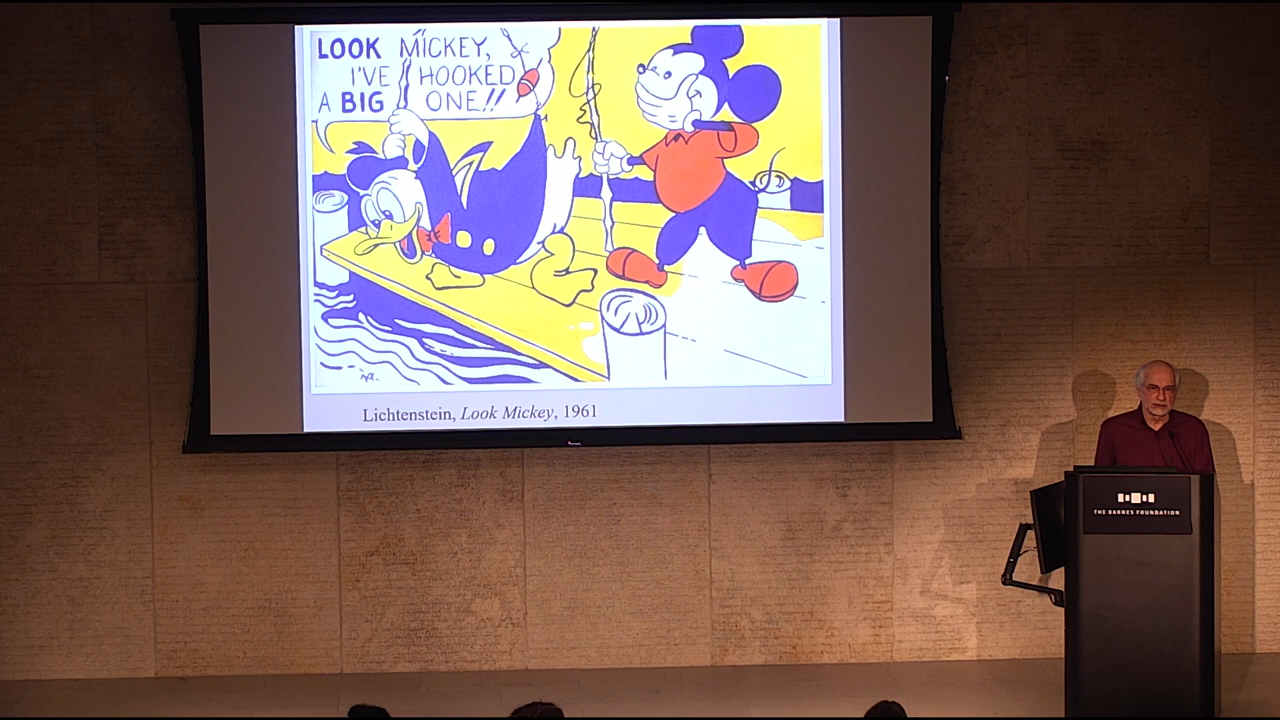 LOOK MICKEY,
I'VE HOOKED
A BIG ONE!!
Lichtenstein, Look Mickey, 1961
THE BARNES FOUNDATION